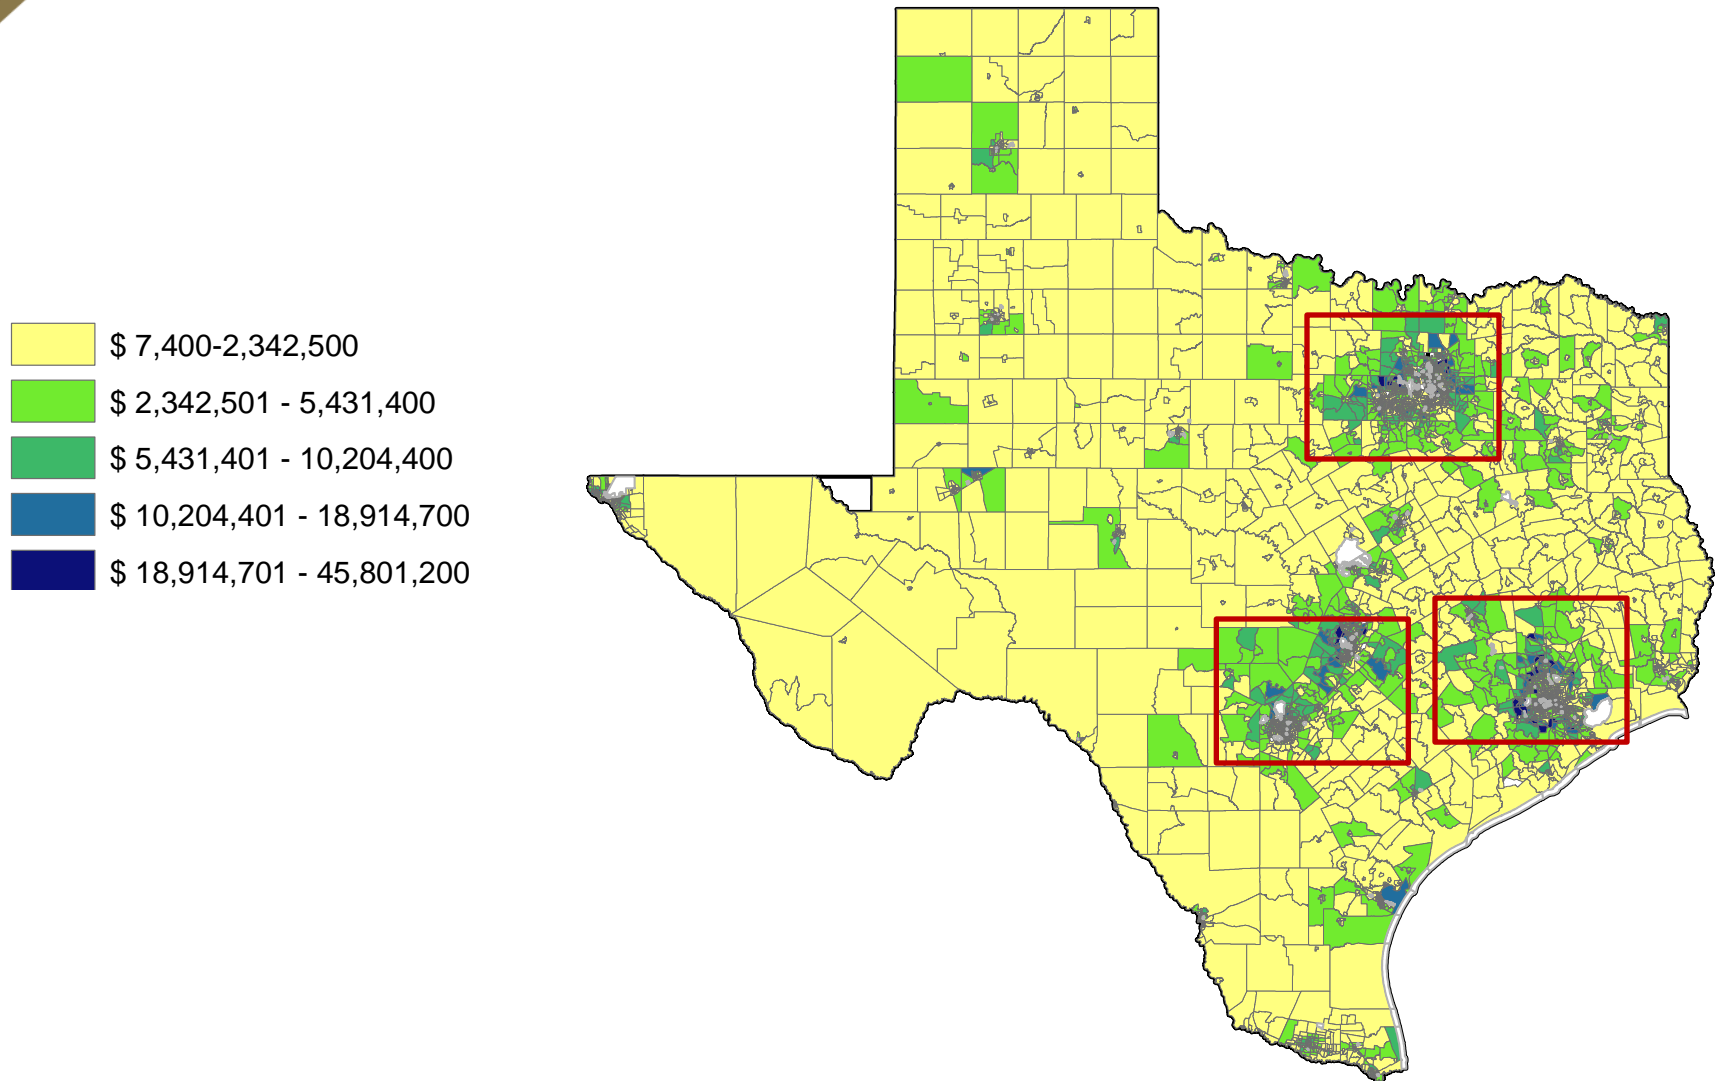 $ 7,400-2,342,500
$ 2,342,501 - 5,431,400
$ 5,431,401 - 10,204,400
$ 10,204,401 - 18,914,700
$ 18,914,701 - 45,801,200